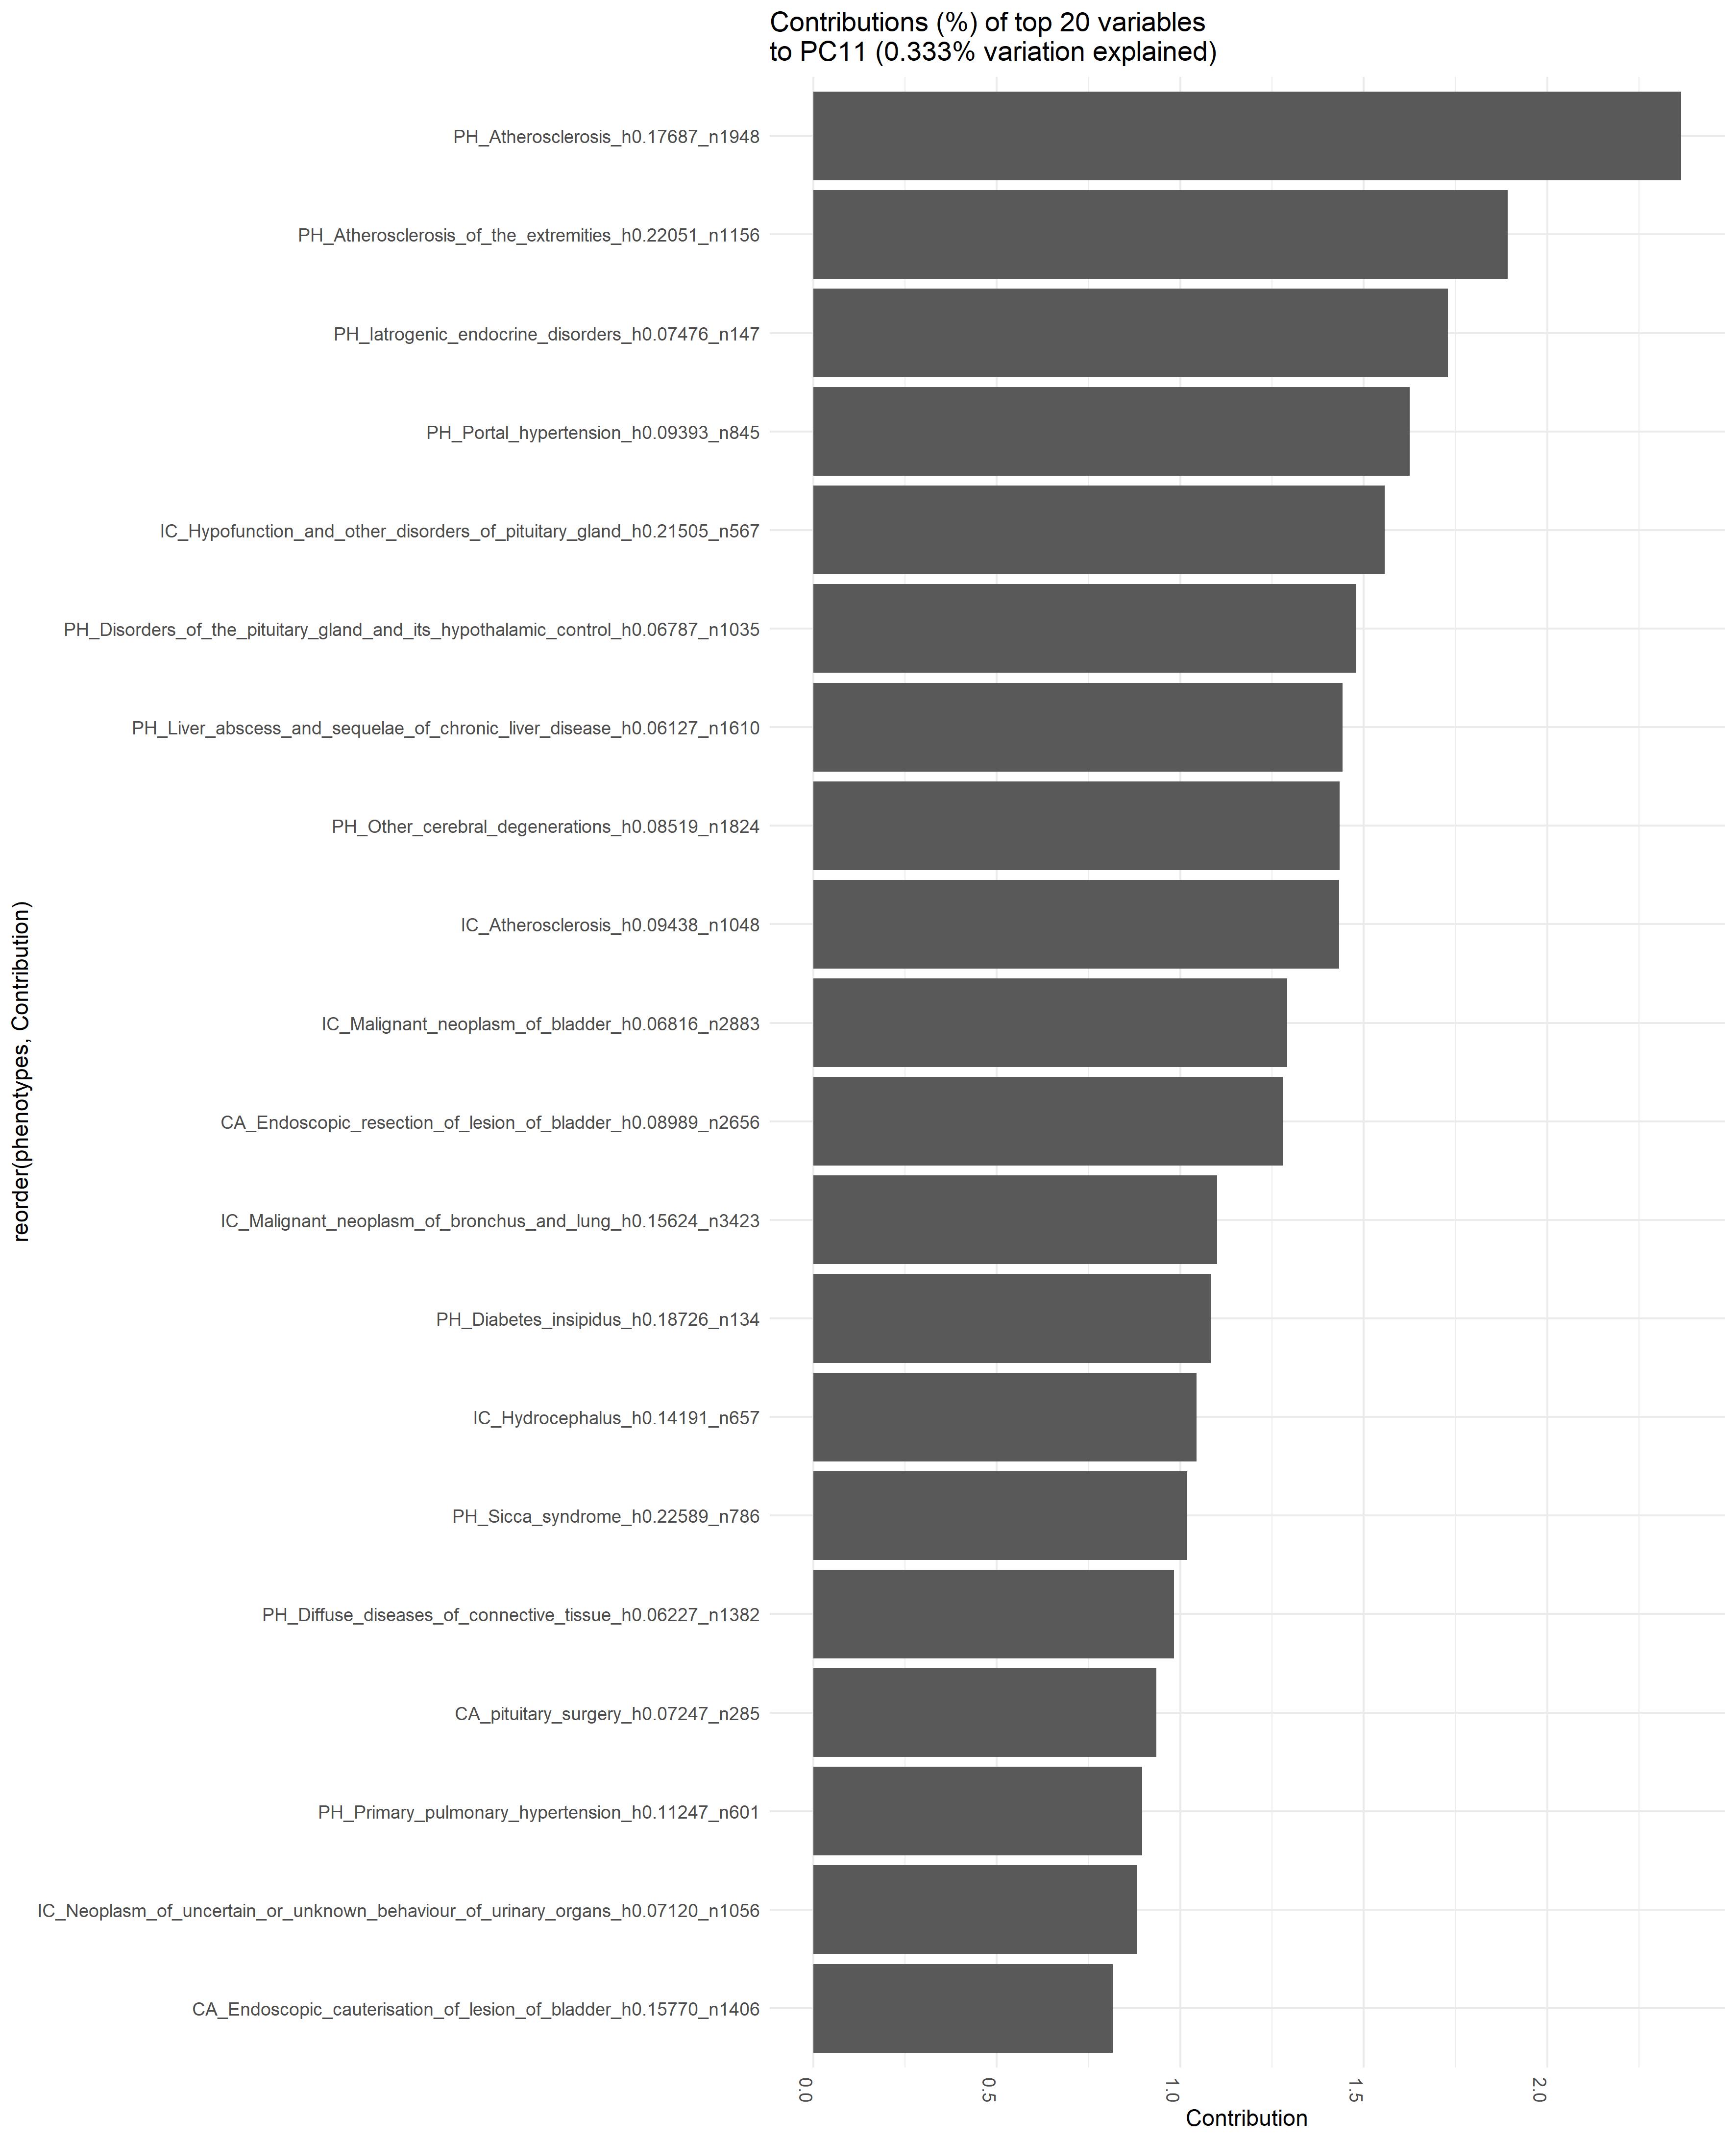 Contributions (%) of top 20 variables
to PC11 (0.333% variation explained)
PH_Atherosclerosis_h0.17687_n1948
PH_Atherosclerosis_of_the_extremities_h0.22051_n1156
PH_Iatrogenic_endocrine_disorders_h0.07476_n147
PH_Portal_hypertension_h0.09393_n845
IC_Hypofunction_and_other_disorders_of_pituitary_gland_h0.21505_n567
PH_Disorders_of_the_pituitary_gland_and_its_hypothalamic_control_h0.06787_n1035
PH_Liver_abscess_and_sequelae_of_chronic_liver_disease_h0.06127_n1610
PH_Other_cerebral_degenerations_h0.08519_n1824
IC_Atherosclerosis_h0.09438_n1048
IC_Malignant_neoplasm_of_bladder_h0.06816_n2883
CA_Endoscopic_resection_of_lesion_of_bladder_h0.08989_n2656
IC_Malignant_neoplasm_of_bronchus_and_lung_h0.15624_n3423
PH_Diabetes_insipidus_h0.18726_n134
IC_Hydrocephalus_h0.14191_n657
PH_Sicca_syndrome_h0.22589_n786
PH_Diffuse_diseases_of_connective_tissue_h0.06227_n1382
CA_pituitary_surgery_h0.07247_n285
PH_Primary_pulmonary_hypertension_h0.11247_n601
IC_Neoplasm_of_uncertain_or_unknown_behaviour_of_urinary_organs_h0.07120_n1056
CA_Endoscopic_cauterisation_of_lesion_of_bladder_h0.15770_n1406
reorder(phenotypes, Contribution)
0.0
0.5
1.0
1.5
2.0
Contribution